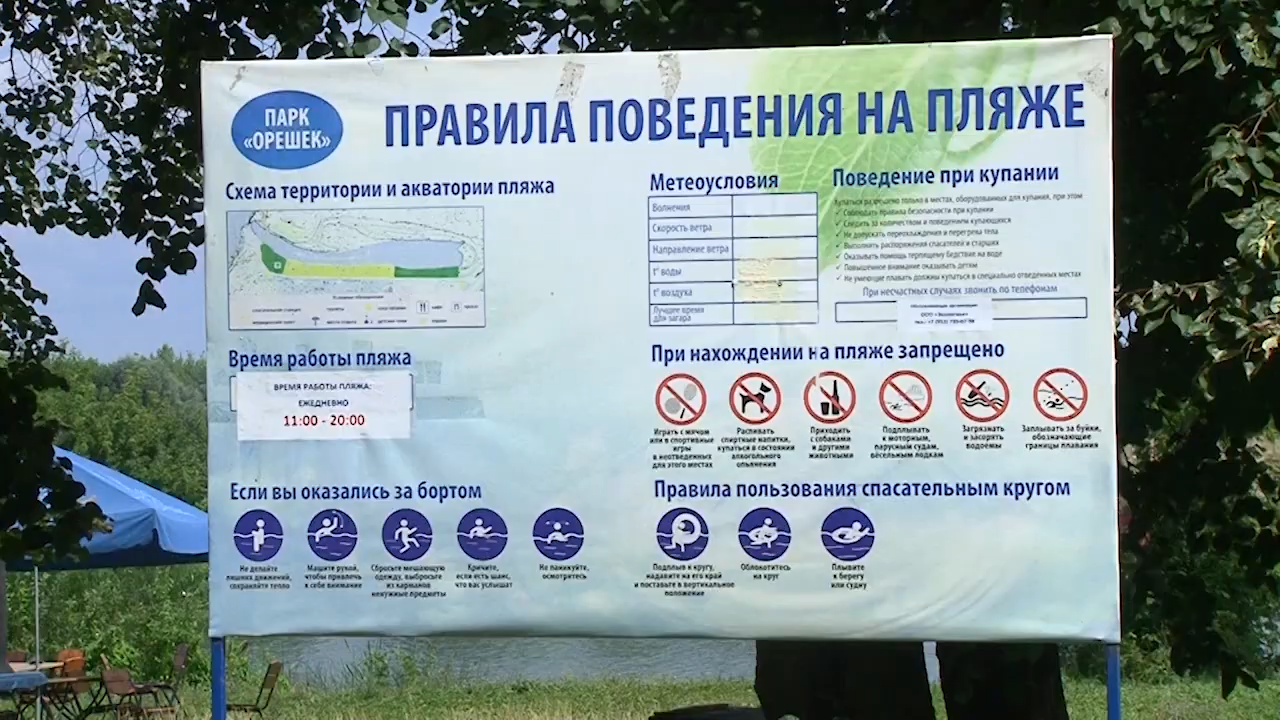 ПАРК
«ОРЕШЕК»
ПРАВИЛА ПОВЕДЕНИЯ НА ПЛЯЖЕ
Схема территории и акватории пляжа
Метеоусловия
Волнения
Скорость ветра
Направление ветра
t° воды
t° воздуха
Лучшее время
для загара
Поведение при купании
Купаться разрешено только в местах, оборудованных для купания, при этом
✓ Соблюдать правила безопасности при купании
✓ Следить за количеством и поведением купающихся
✓ Не допускать переохлаждения и перегрева тела
✓ Выполнять распоряжения спасателей и старших
Оказывать помощь терпящему бедствие на воде
✓ Повышенное внимание оказывать детям
✓ Не умеющие плавать должны купаться в специально отведенных местах
При несчастных случаях звонить по телефонам
Время работы пляжа
ВРЕМЯ РАБОТЫ ПЛЯЖА:
ЕЖЕДНЕВНО
11:00 - 20:00
При нахождении на пляже запрещено
Играть с мячом
или в спортивные
игры
в неотведенных
для этого местах
Распивать
спиртные напитки,
купаться в состоянии
алкогольного
опьянения
Приходить
с собаками
и другими
животными
Подплывать
к моторным,
парусным судам,
вёсельным лодкам
Загрязнять
и засорять
водоемы
Заплывать за буйки,
обозначающие
границы плавания
Если вы оказались за бортом
Не делайте
лишних движений,
сохраняйте тепло
Машите рукой,
чтобы привлечь
к себе внимание
Сбросьте мешающую
одежду, выбросьте
из карманов
ненужные предметы
Кричите,
если есть шанс,
что вас услышат
Не паникуйте,
осмотритесь
Правила пользования спасательным кругом
Подплыв к кругу,
надавите на его край
и поставьте в вертикальное
положение
Облокотитесь
на круг
Плывите
к берегу
или судну